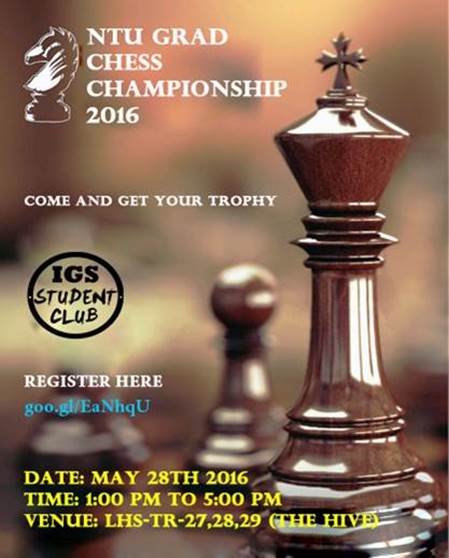 NTU GRAD
CHESS
CHAMPIONSHIP
2016
COME AND GET YOUR TROPHY
IGS
STUDENT
CLUB
REGISTER HERE
goo.gl/EaNhqU
DATE: MAY 28TH 2016
TIME: 1:00 PM TO 5:00 PM
VENUE: LHS-TR-27,28,29 (THE HIVE)